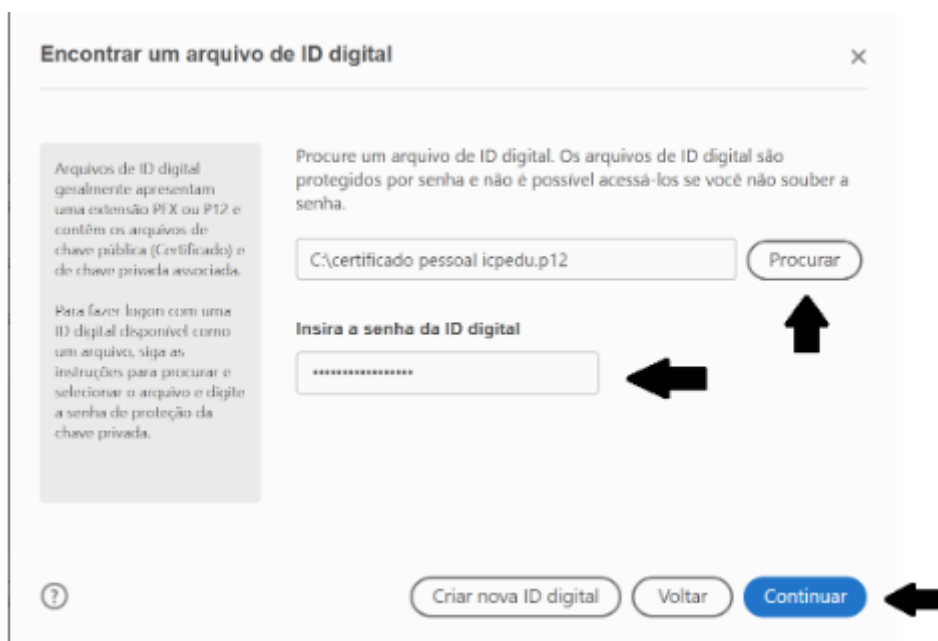 Encontrar um arquivo de ID digital
Arquivos de ID digital
geralmente apresentam
uma extensão PFX ou P12 e
contêm os arquivos de
chave pública (Certificado) e
de chave privada associada.
Para fazer logon com uma
ID digital disponível como
um arquivo, siga as
instruções para procurar e
selecionar o arquivo e digite
a senha de proteção da
chave privada.
Procure um arquivo de ID digital. Os arquivos de ID digital são
protegidos por senha e não é possível acessá-los se você não souber a
senha.
C:\certificado pessoal icpedu.p12
Procurar
Insira a senha da ID digital
•••••••••••••••••
?
Criar nova ID digital
Voltar
Continuar